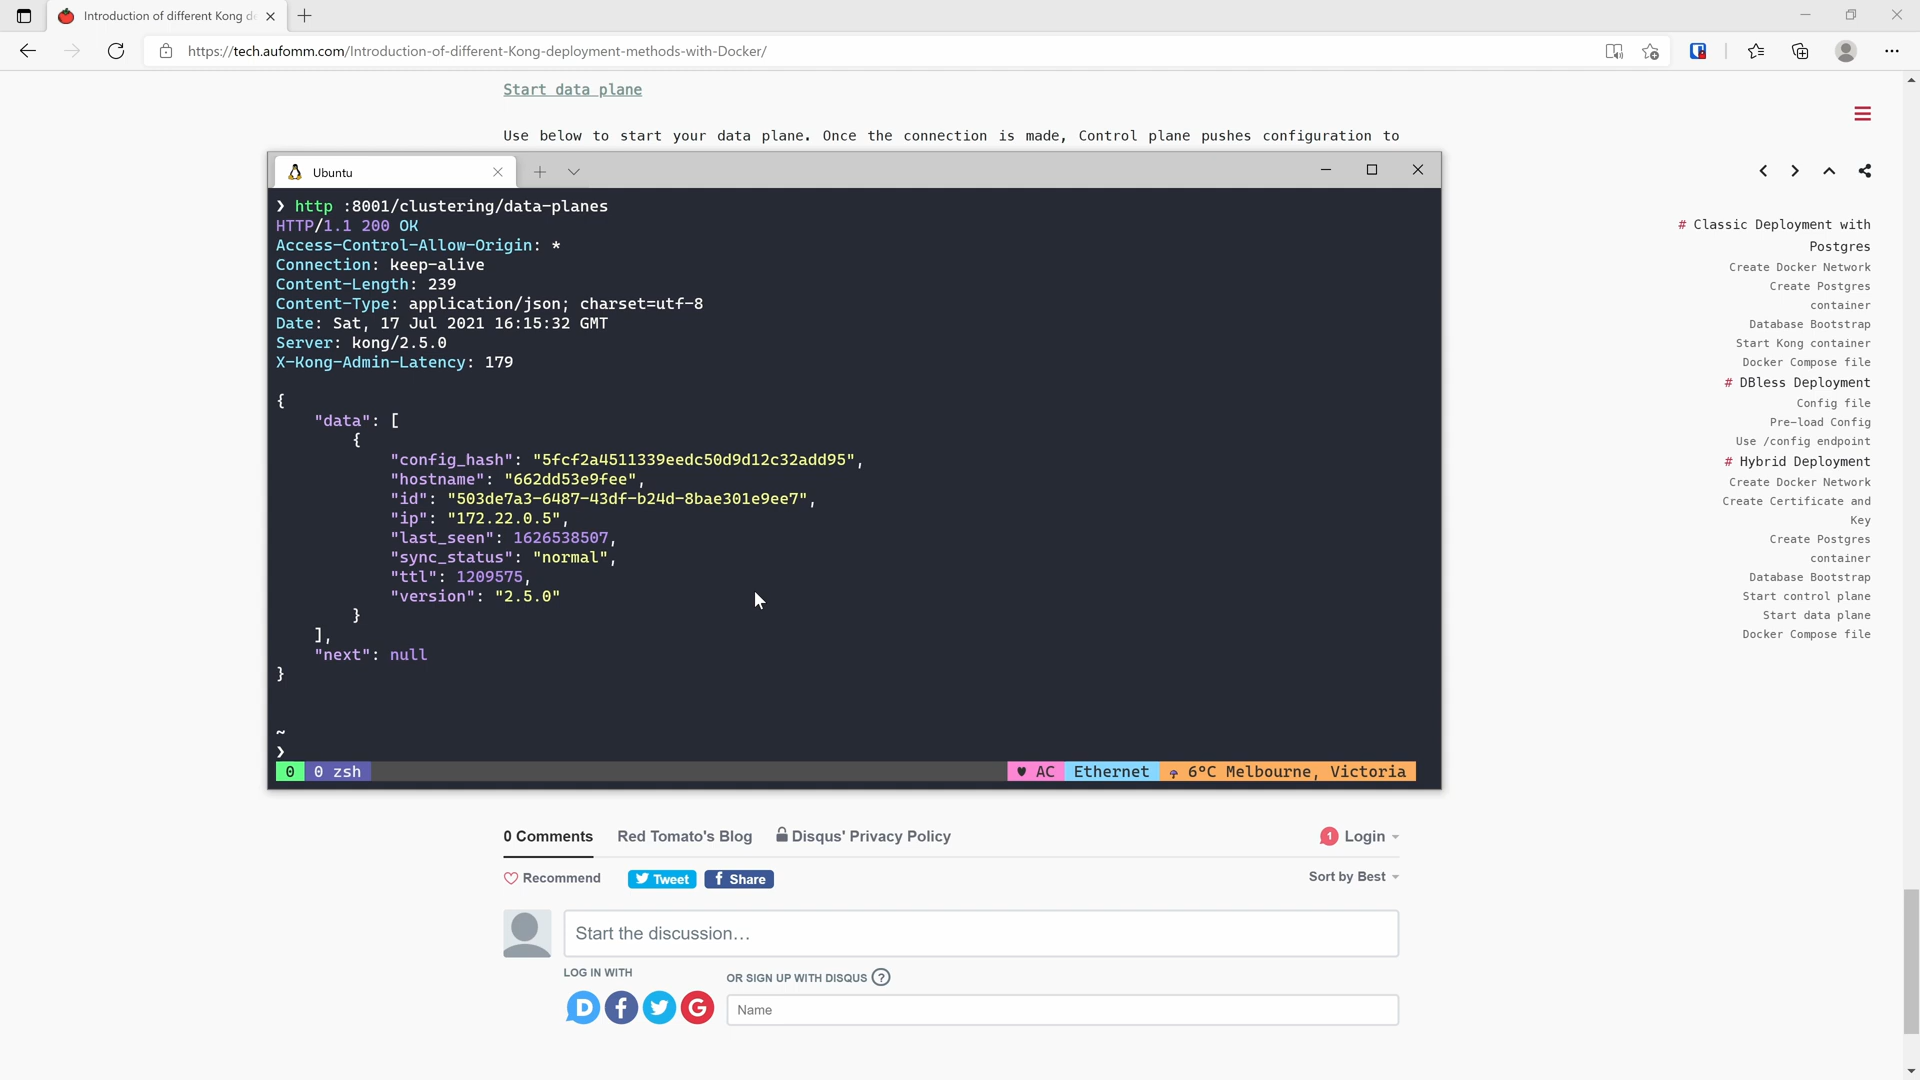 Introduction of different Kong de
https://tech.aufomm.com/Introduction-of-different-Kong-deployment-methods-with-Docker/
Start data plane
Use below to start your data plane. Once the connection is made, Control plane pushes configuration to
Ubuntu
❯ http :8001/clustering/data-planes
HTTP/1.1 200 OK
Access-Control-Allow-Origin: *
Connection: keep-alive
Content-Length: 239
Content-Type: application/json; charset=utf-8
Date: Sat, 17 Jul 2021 16:15:32 GMT
Server: kong/2.5.0
X-Kong-Admin-Latency: 179
{
"data": [
{
"config_hash": "5fcf2a4511339eedc50d9d12c32add95",
"hostname": "662dd53e9fee",
"id": "503de7a3-6487-43df-b24d-8bae301e9ee7",
"ip": "172.22.0.5",
"last_seen": 1626538507,
"sync_status": "normal",
"ttl": 1209575,
"version": "2.5.0"
}
],
"next": null
}
~
❯
0 0 zsh ♥ AC Ethernet 6°C Melbourne, Victoria
# Classic Deployment with
Postgres
Create Docker Network
Create Postgres
container
Database Bootstrap
Start Kong container
Docker Compose file
# DBless Deployment
Config file
Pre-load Config
Use /config endpoint
# Hybrid Deployment
Create Docker Network
Create Certificate and
Key
Create Postgres
container
Database Bootstrap
Start control plane
Start data plane
Docker Compose file
0 Comments Red Tomato's Blog Disqus' Privacy Policy 1 Login
Recommend Tweet f Share Sort by Best
Start the discussion…
LOG IN WITH
OR SIGN UP WITH DISQUS ?
D f G
Name